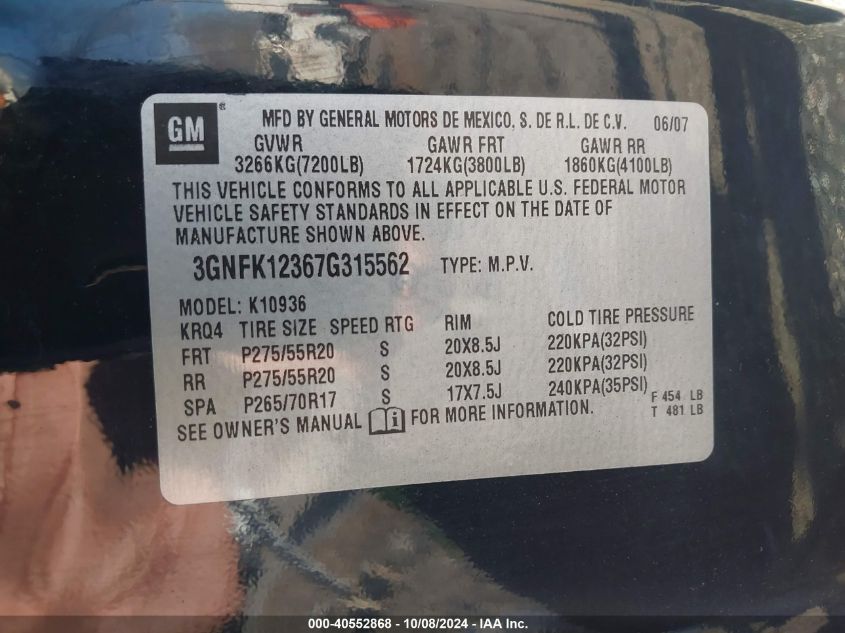 GM ® MFD BY GENERAL MOTORS DE MEXICO, S. DE R.L. DE C.V. 06/07
GVWR GAWR FRT GAWR RR
3266KG(7200LB) 1724KG(3800LB) 1860KG(4100LB)
THIS VEHICLE CONFORMS TO ALL APPLICABLE U.S. FEDERAL MOTOR
VEHICLE SAFETY STANDARDS IN EFFECT ON THE DATE OF
MANUFACTURE SHOWN ABOVE.
3GNFK12367G315562 TYPE: M.P.V.
MODEL: K10936
KRQ4 TIRE SIZE SPEED RTG RIM COLD TIRE PRESSURE
FRT P275/55R20 S 20X8.5J 220KPA(32PSI)
RR P275/55R20 S 20X8.5J 220KPA(32PSI)
SPA P265/70R17 S 17X7.5J 240KPA(35PSI) F 454 LB
SEE OWNER'S MANUAL i FOR MORE INFORMATION. T 481 LB
000-40552868 - 10/08/2024 - IAA Inc.